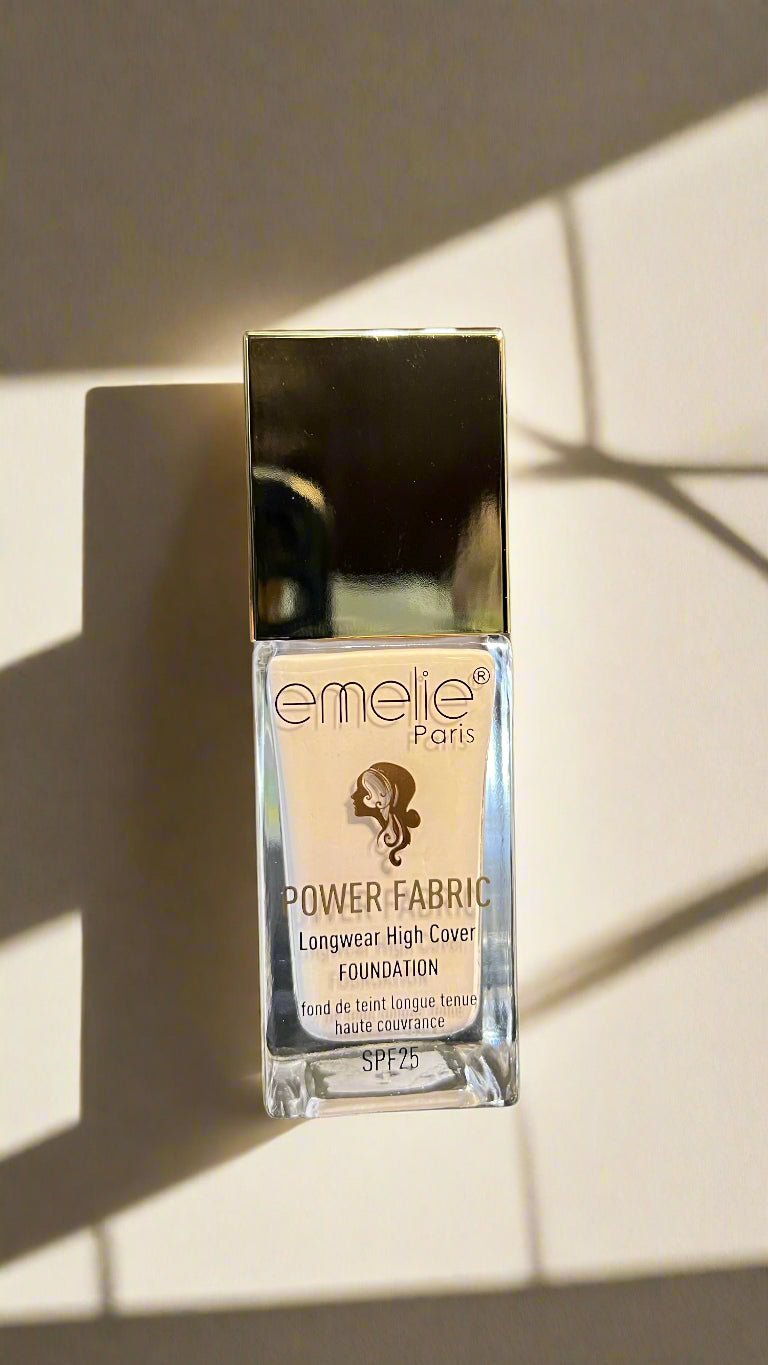 emelie®
Paris
POWER FABRIC
Longwear High Cover
FOUNDATION
fond de teint longue tenue
haute couvrance
SPF25